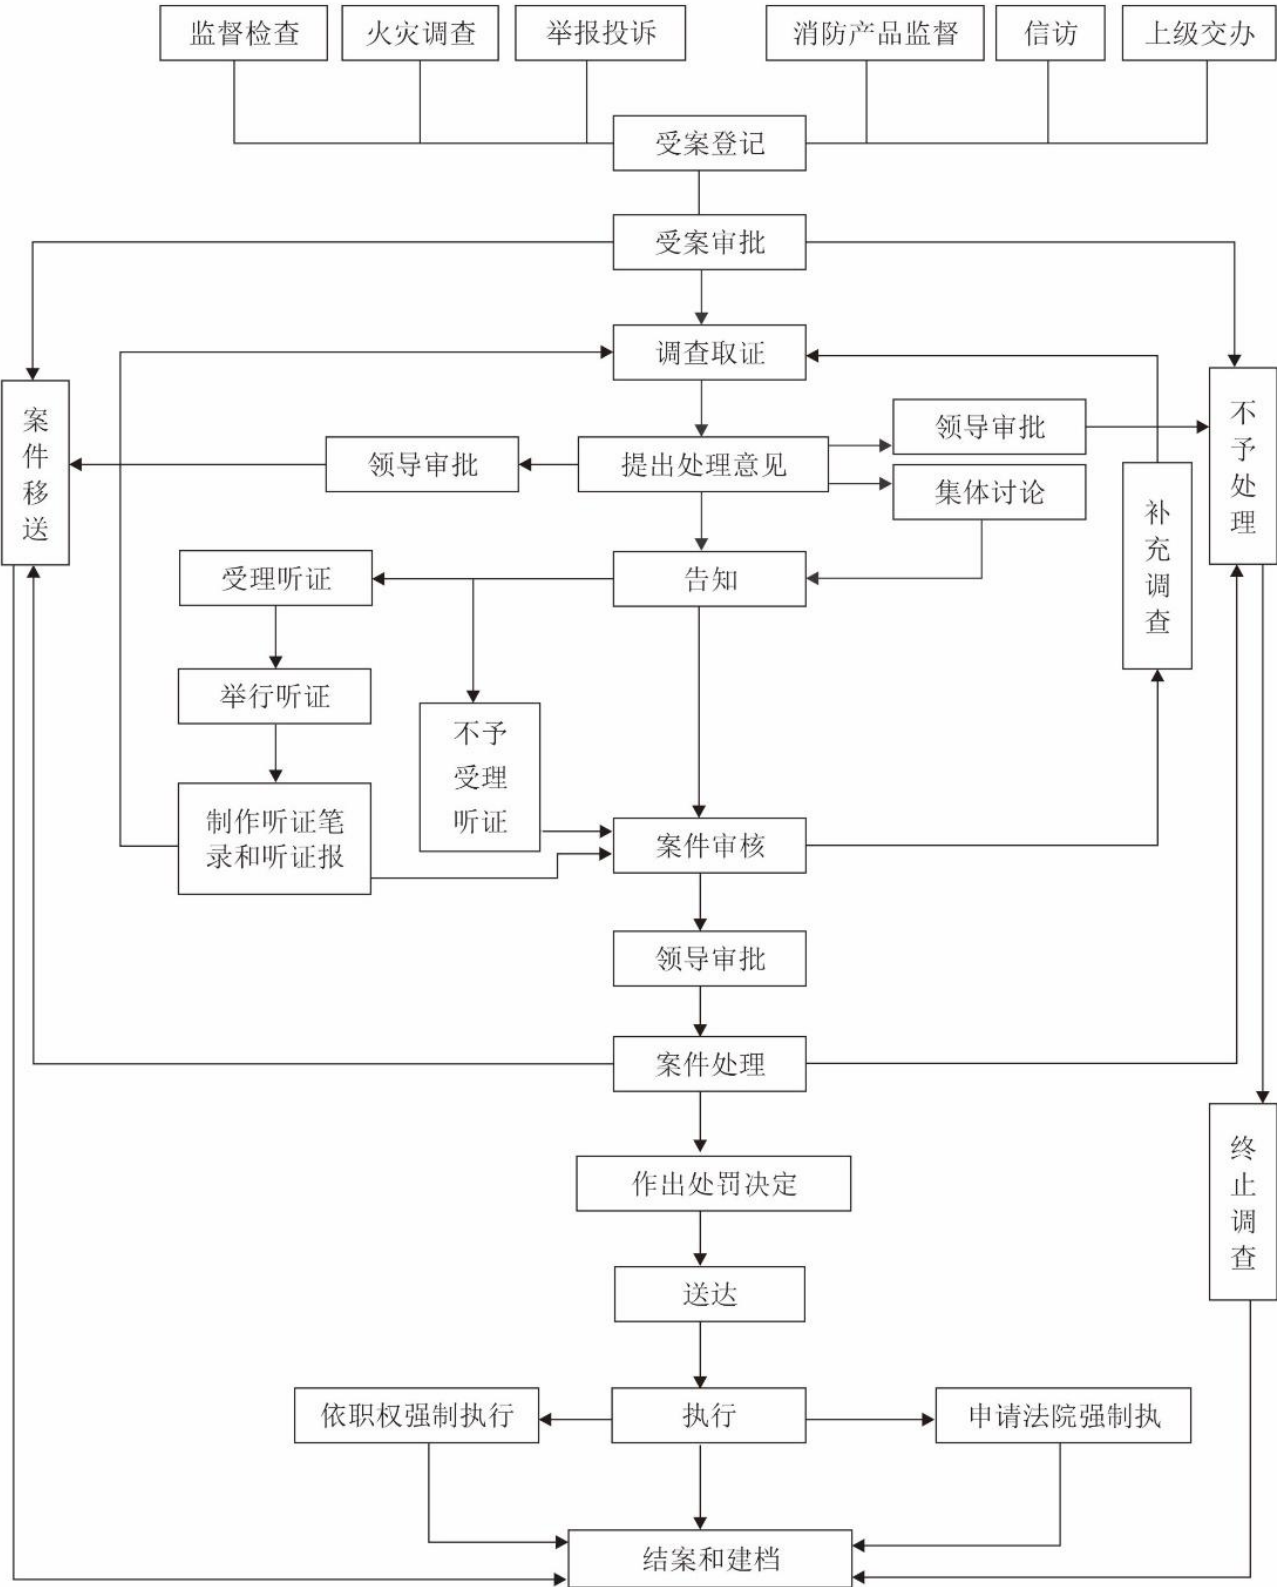 监督检查
火灾调查
举报投诉
消防产品监督
信访
上级交办
受案登记
受案审批
调查取证
案件移送
领导审批
提出处理意见
领导审批
集体讨论
不予处理
补充调查
受理听证
告知
举行听证
不予
受理
听证
制作听证笔
录和听证报
案件审核
领导审批
案件处理
作出处罚决定
终止调查
送达
依职权强制执行
执行
申请法院强制执
结案和建档